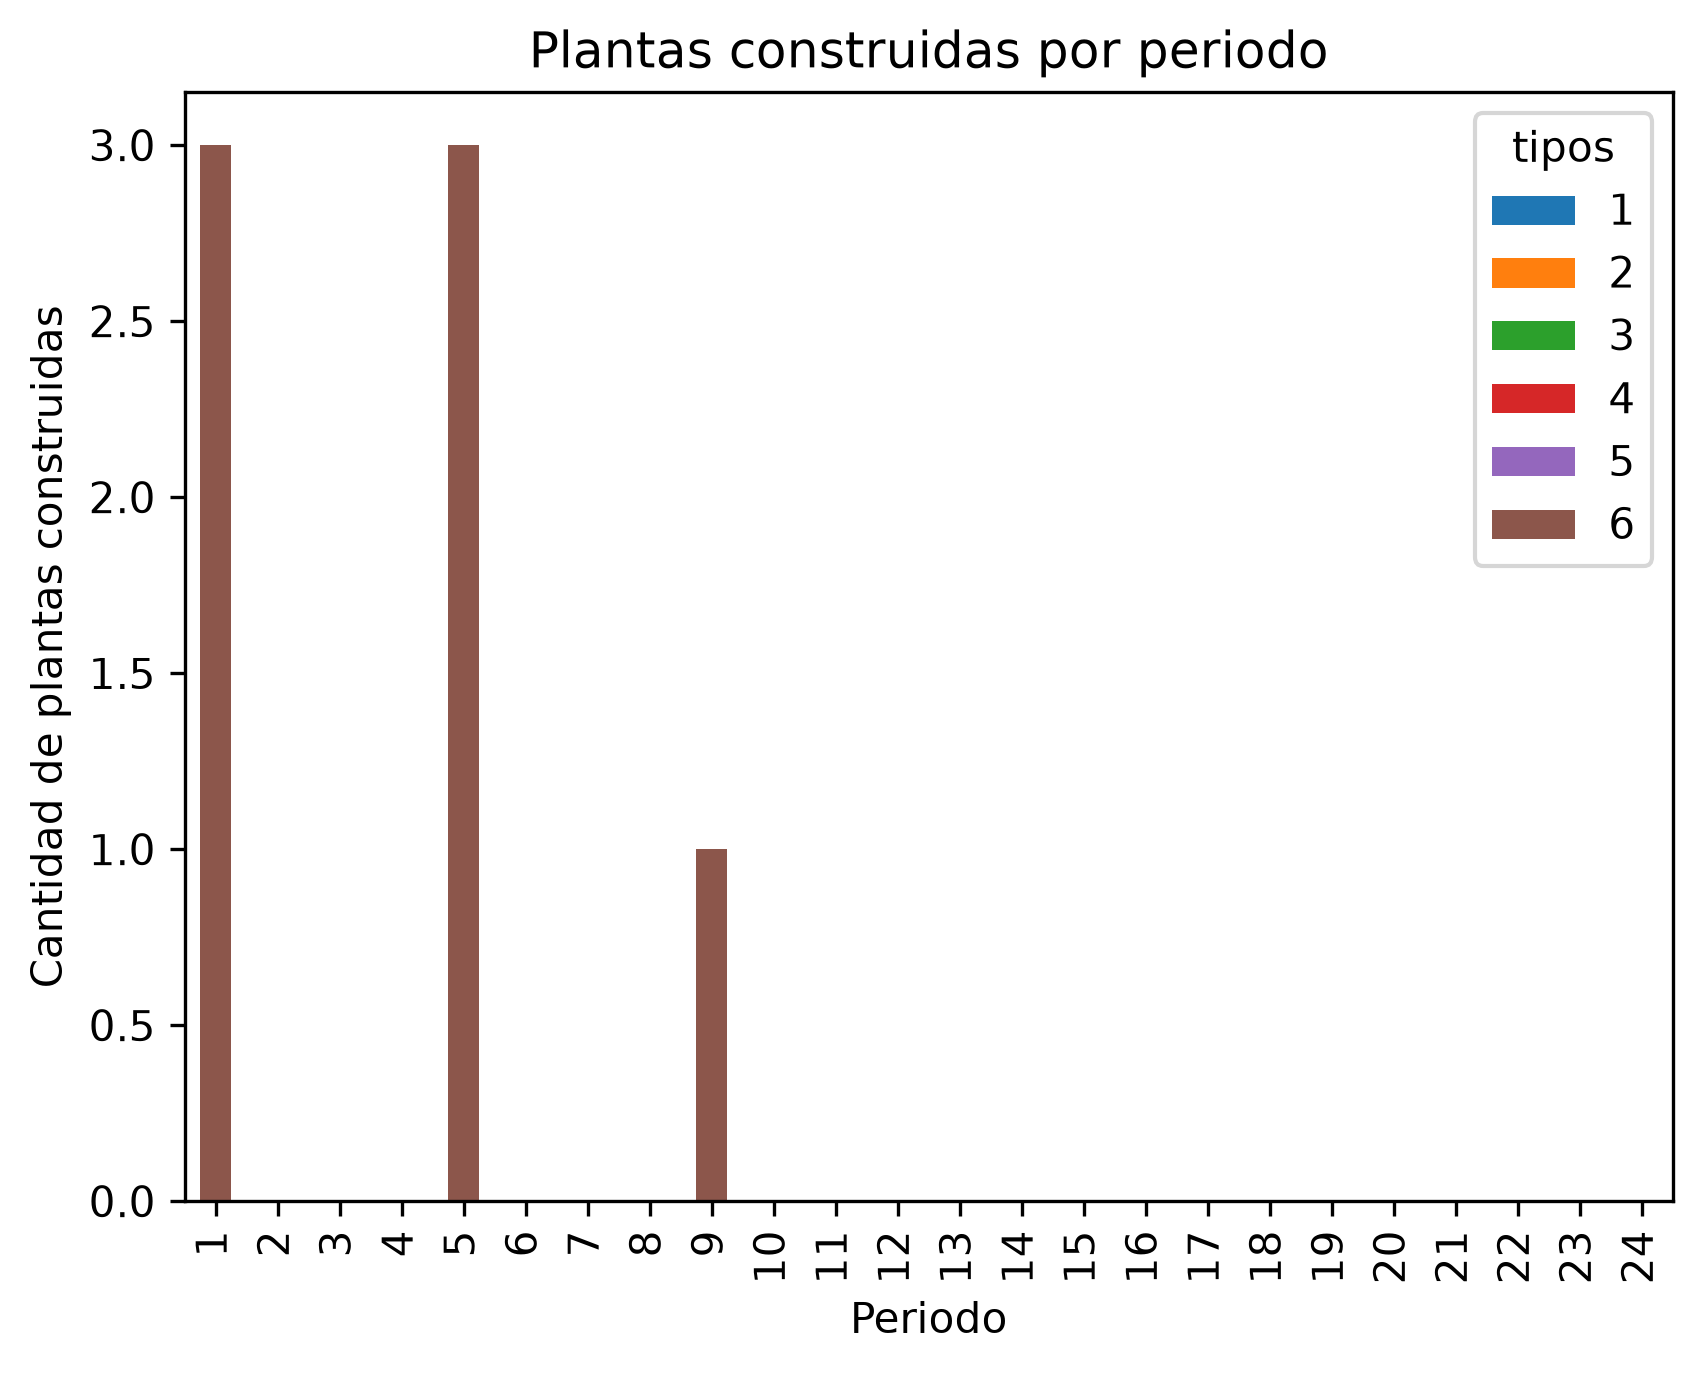 Plantas construidas por periodo
tipos
1
2
3
4
5
6
Cantidad de plantas construidas
3.0
2.5
2.0
1.5
1.0
0.5
0.0
1 2 3 4 5 6 7 8 9 10 11 12 13 14 15 16 17 18 19 20 21 22 23 24
Periodo